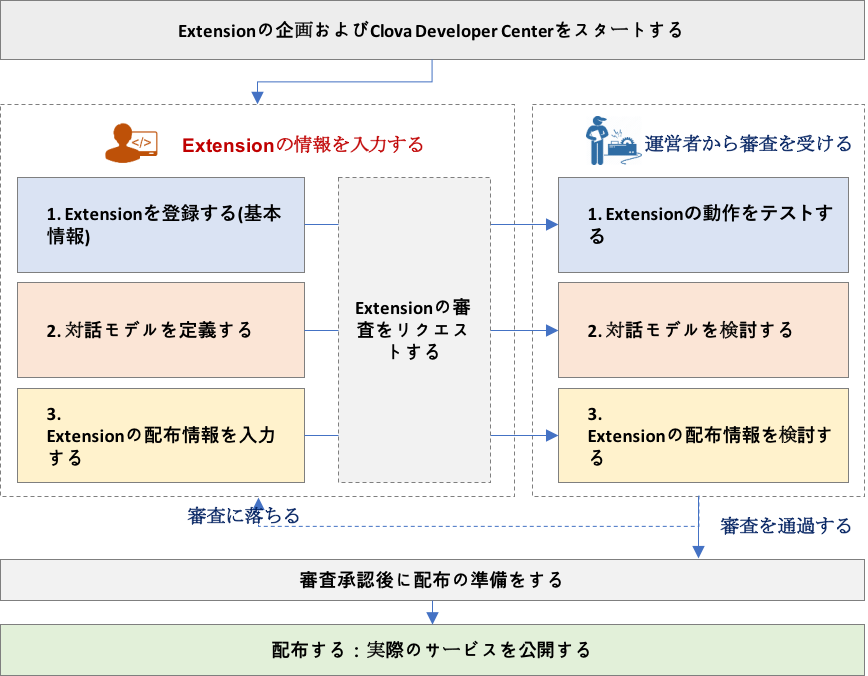 Extensionの企画およびClova Developer Centerをスタートする
</>
Extensionの情報を入力する
1. Extensionを登録する(基本
情報)
2. 対話モデルを定義する
3.
Extensionの配布情報を入力
する
Extensionの審
査をリクエス
トする
運営者から審査を受ける
1. Extensionの動作をテストす
る
2. 対話モデルを検討する
3.
Extensionの配布情報を検討す
る
審査に落ちる
審査を通過する
審査承認後に配布の準備をする
配布する：実際のサービスを公開する